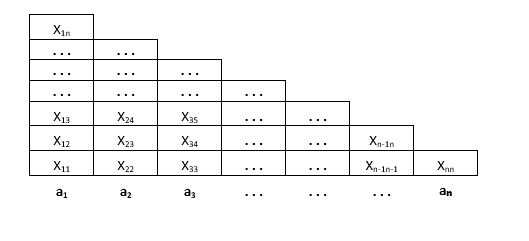 X₁ₙ
... ...
... ... ...
... ... ... ...
X₁₃ X₂₄ X₃₅ ... ...
X₁₂ X₂₃ X₃₄ ... ... Xₙ₋₁ₙ
X₁₁ X₂₂ X₃₃ ... ... Xₙ₋₁ₙ₋₁ Xₙₙ
a₁ a₂ a₃ ... ... ... aₙ